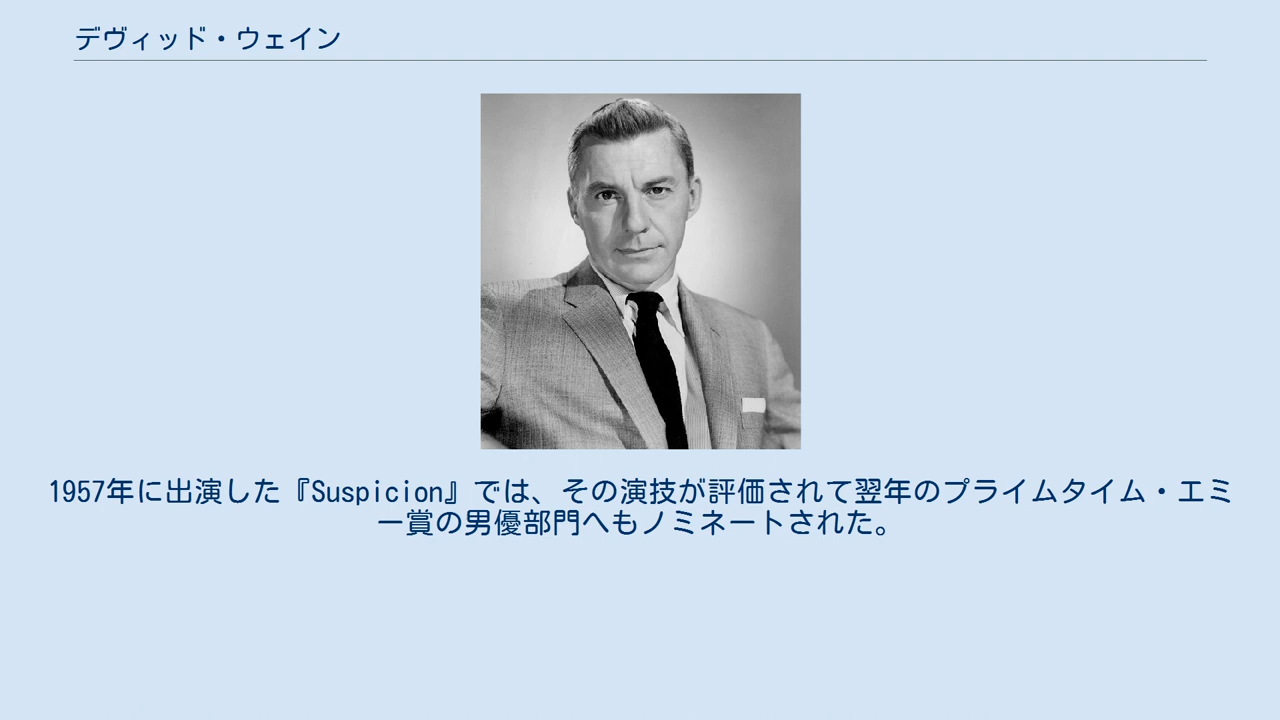 デヴィッド・ウェイン
1957年に出演した『Suspicion』では、その演技が評価されて翌年のプライムタイム・エミ
ー賞の男優部門へもノミネートされた。